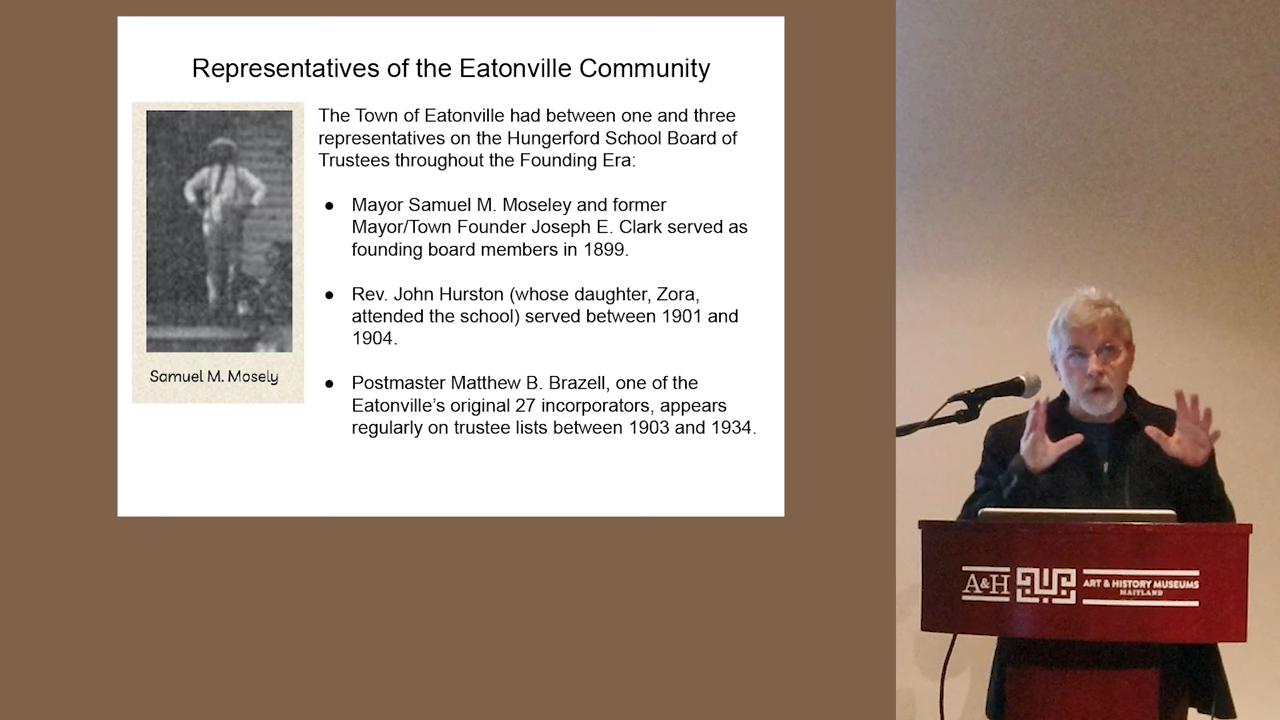 Representatives of the Eatonville Community
The Town of Eatonville had between one and three
representatives on the Hungerford School Board of
Trustees throughout the Founding Era:
● Mayor Samuel M. Moseley and former
Mayor/Town Founder Joseph E. Clark served as
founding board members in 1899.
● Rev. John Hurston (whose daughter, Zora,
attended the school) served between 1901 and
1904.
● Postmaster Matthew B. Brazell, one of the
Eatonville’s original 27 incorporators, appears
regularly on trustee lists between 1903 and 1934.
Samuel M. Mosely
A&H
ART & HISTORY MUSEUMS
MAITLAND